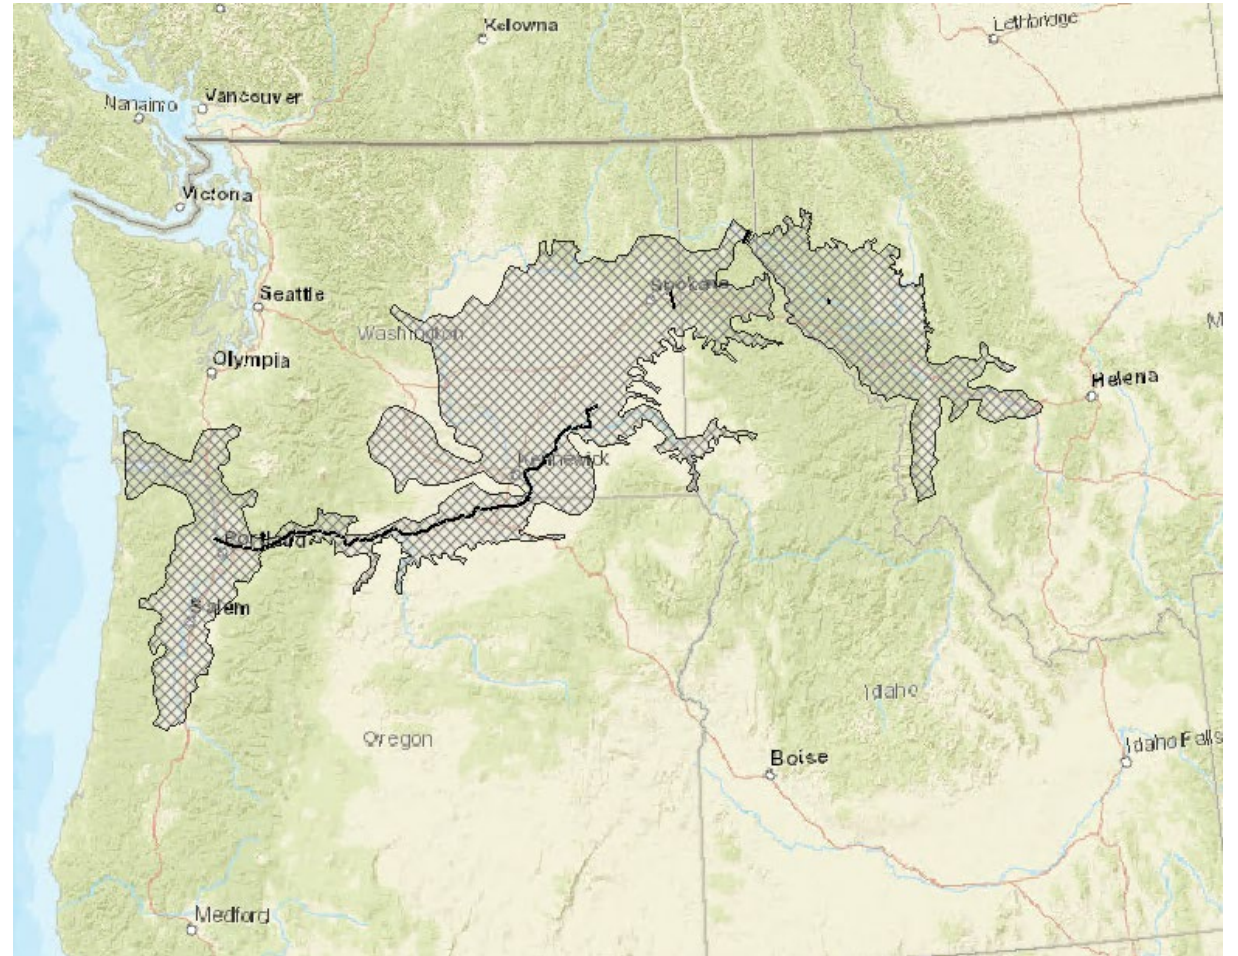 Kelowna
Lethbridge
Nanaimo
Vancouver
Victoria
Seattle
Spokane
Washington
Olympia
Helena
Kennewick
Portland
Salem
Idaho
Oregon
Idaho Falls
Boise
Medford